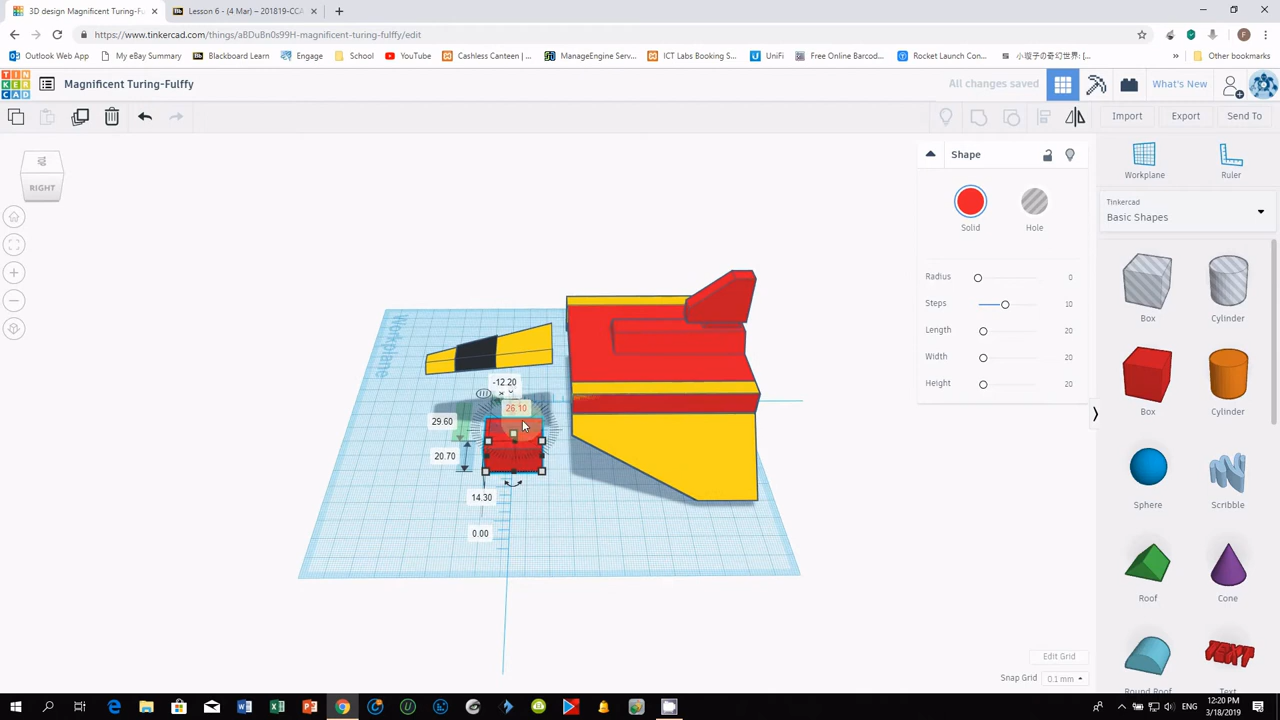 3D design Magnificent Turing-Fu
Lesson 6 - (4 Mar) – 201819-CCA
https://www.tinkercad.com/things/aBDuBn0s99H-magnificent-turing-fulffy/edit
Outlook Web App
My eBay Summary
Blackboard Learn
Engage
School
YouTube
Cashless Canteen |...
ManageEngine Serv...
ICT Labs Booking S...
UniFi
Free Online Barcod...
Rocket Launch Con...
Other bookmarks
TIN
KER
CAD
Magnificent Turing-Fulffy
All changes saved
What's New
Import
Export
Send To
RIGHT
Shape
Solid
Hole
Radius
0
Steps
10
Length
20
Width
20
Height
20
Workplane
Ruler
Tinkercad
Basic Shapes
Box
Cylinder
Box
Cylinder
Sphere
Scribble
Roof
Cone
Round Roof
Text
TEXT
Workplane
-12.20
26.10
29.60
20.70
14.30
0.00
Edit Grid
Snap Grid
0.1 mm
12:20 PM
3/18/2019